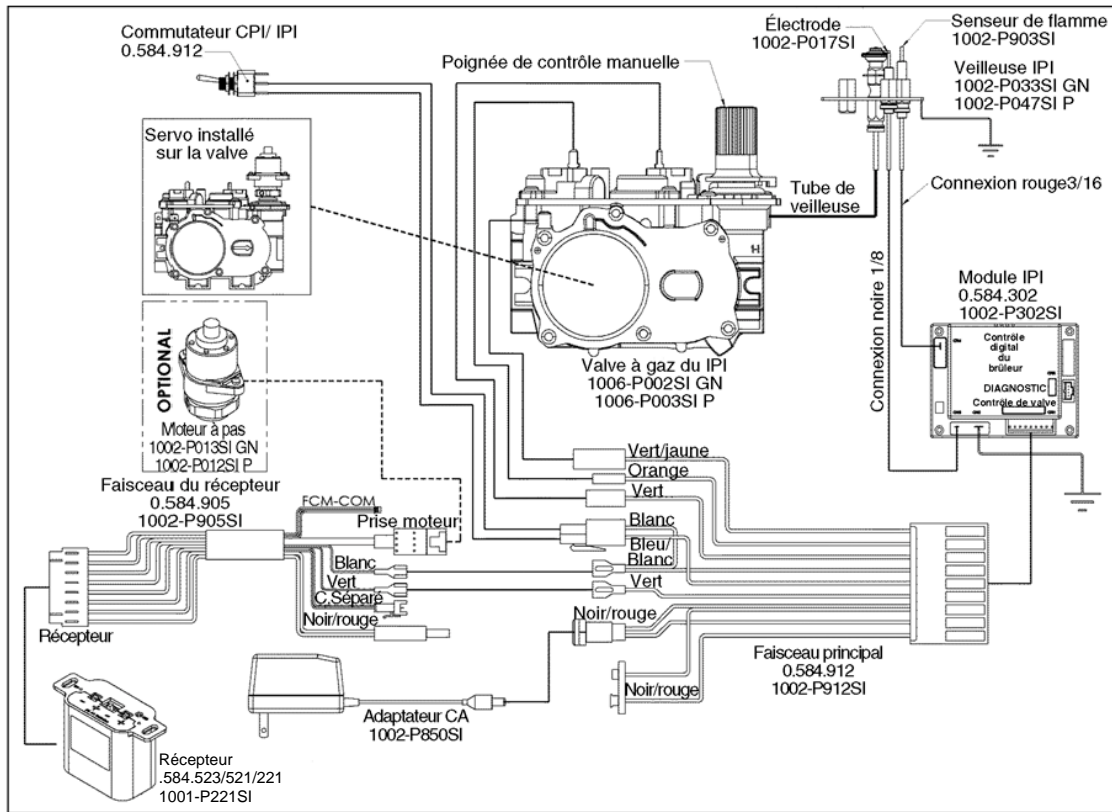 Commutateur CPI/ IPI
0.584.912
Poignée de contrôle manuelle
Électrode
1002-P017SI
Senseur de flamme
1002-P903SI
Veilleuse IPI
1002-P033SI GN
1002-P047SI P
Servo installé
sur la valve
Tube de
veilleuse
Connexion rouge3/16
Connexion noire 1/8
Module IPI
0.584.302
1002-P302SI
Contrôle
digital
du
brûleur
DIAGNOSTIC
Contrôle de valve
Valve à gaz du IPI
1006-P002SI GN
1006-P003SI P
OPTIONAL
Moteur à pas
1002-P013SI GN
1002-P012SI P
Faisceau du récepteur
0.584.905
1002-P905SI
FCM-COM
Prise moteur
Blanc
Vert
C.Séparé
Noir/rouge
Récepteur
Vert/jaune
Orange
Vert
Blanc
Bleu/
Blanc
Vert
Noir/rouge
Noir/rouge
Faisceau principal
0.584.912
1002-P912SI
Adaptateur CA
1002-P850SI
Récepteur
.584.523/521/221
1001-P221SI